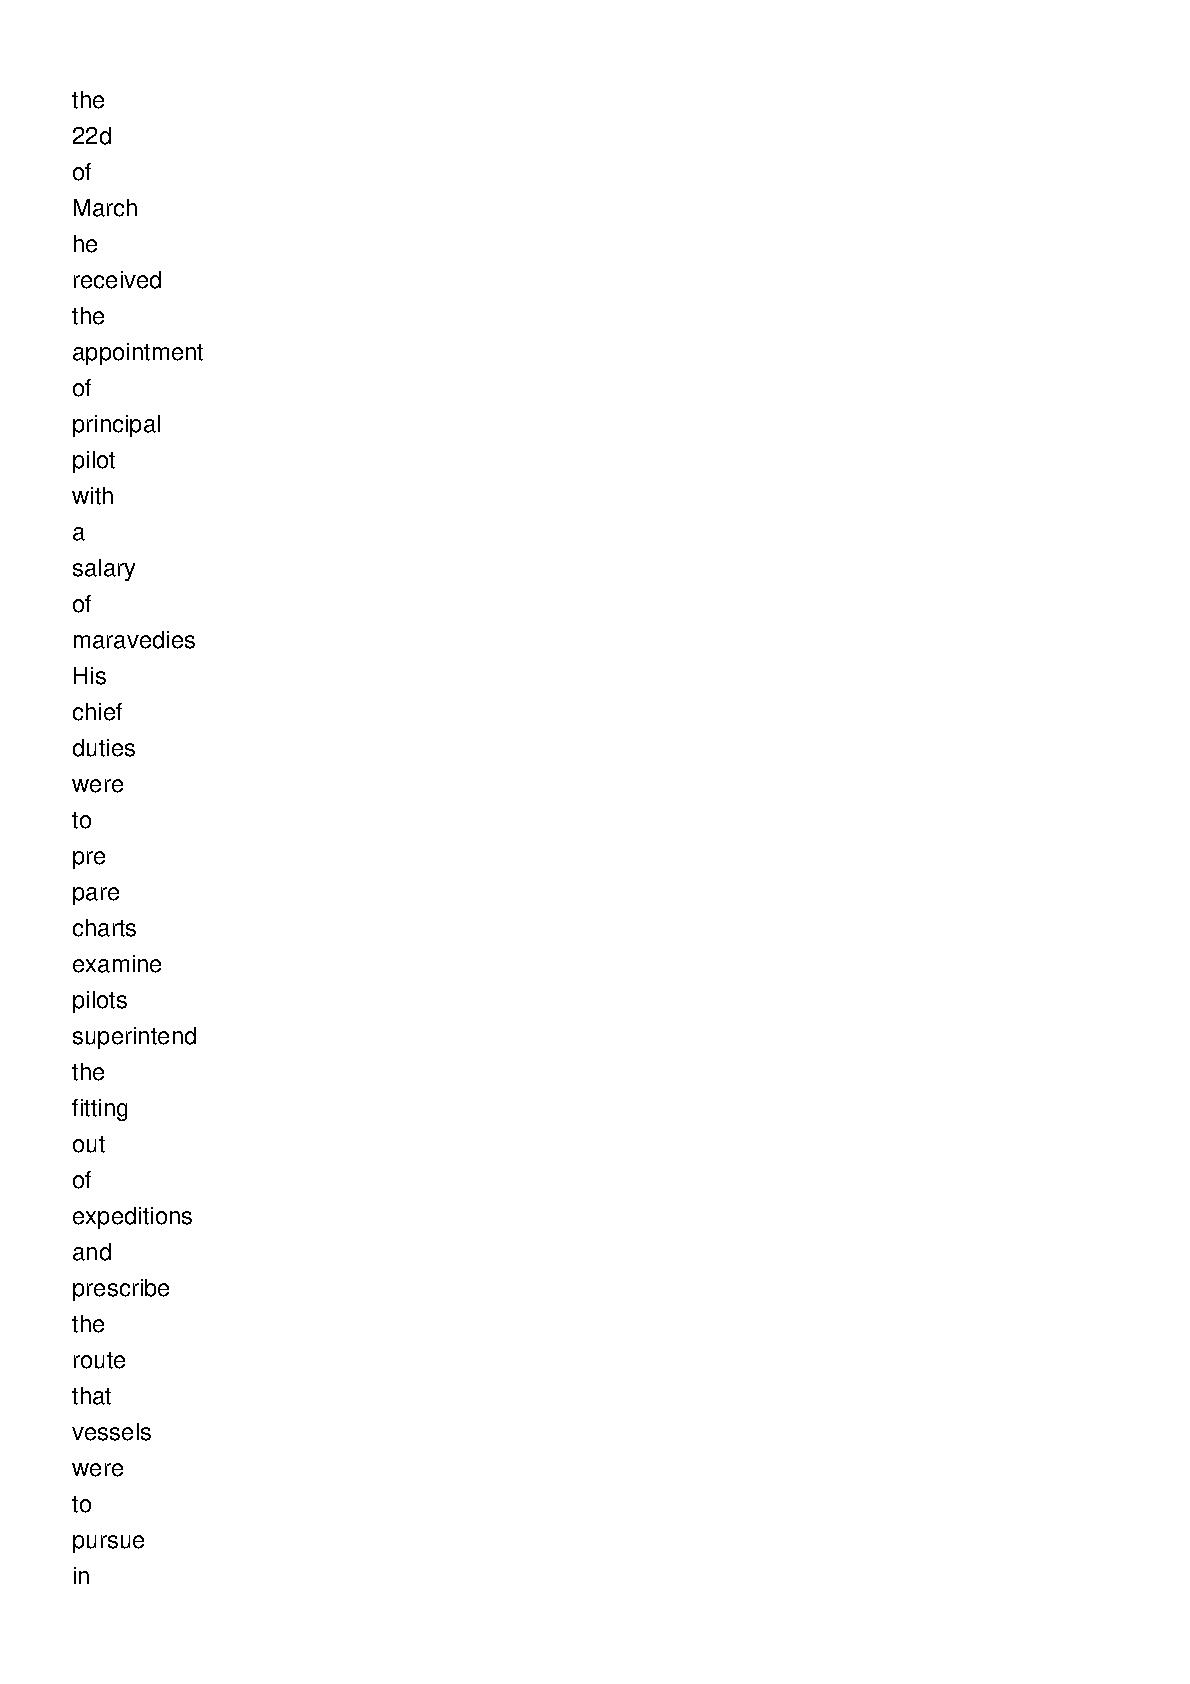 the
22d
of
March
he
received
the
appointment
of
principal
pilot
with
a
salary
of
maravedies
His
chief
duties
were
to
pre
pare
charts
examine
pilots
superintend
the
fitting
out
of
expeditions
and
prescribe
the
route
that
vessels
were
to
pursue
in